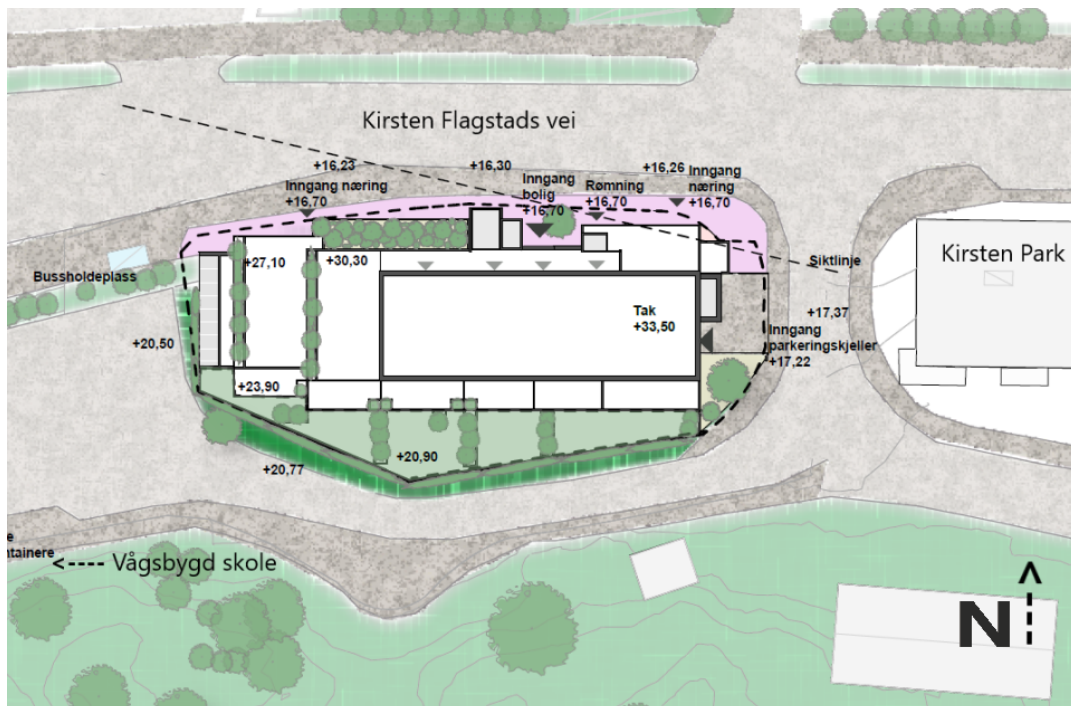 Kirsten Flagstads vei
+16,23
+16,30
+16,26
Inngang næring
+16,70
Inngang
bolig
+16,70
Rømning
+16,70
Inngang
næring
+16,70
Kirsten Park
Siktlinje
Bussholdeplass
+27,10
+30,30
+17,37
Tak
+33,50
Inngang
parkeringskjeller
+17,22
+20,50
+23,90
+20,90
+20,77
e
ntainere
<---- Vågsbygd skole
N